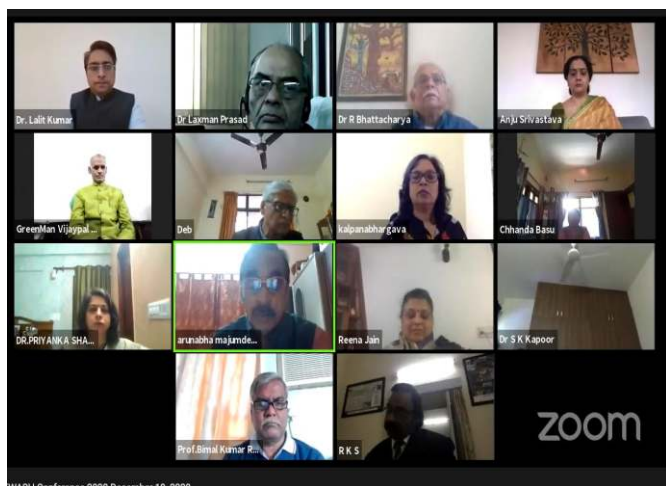 Dr. Lalit Kumar
Dr Laxman Prasad
Dr R Bhattacharya
Anju Srivastava
GreenMan Vijaypal ...
Deb
kalpanabhargava
Chhanda Basu
DR.PRIYANKA SHA...
arunabha majumde...
Reena Jain
Dr S K Kapoor
Prof.Bimal Kumar R...
R K S
zoom